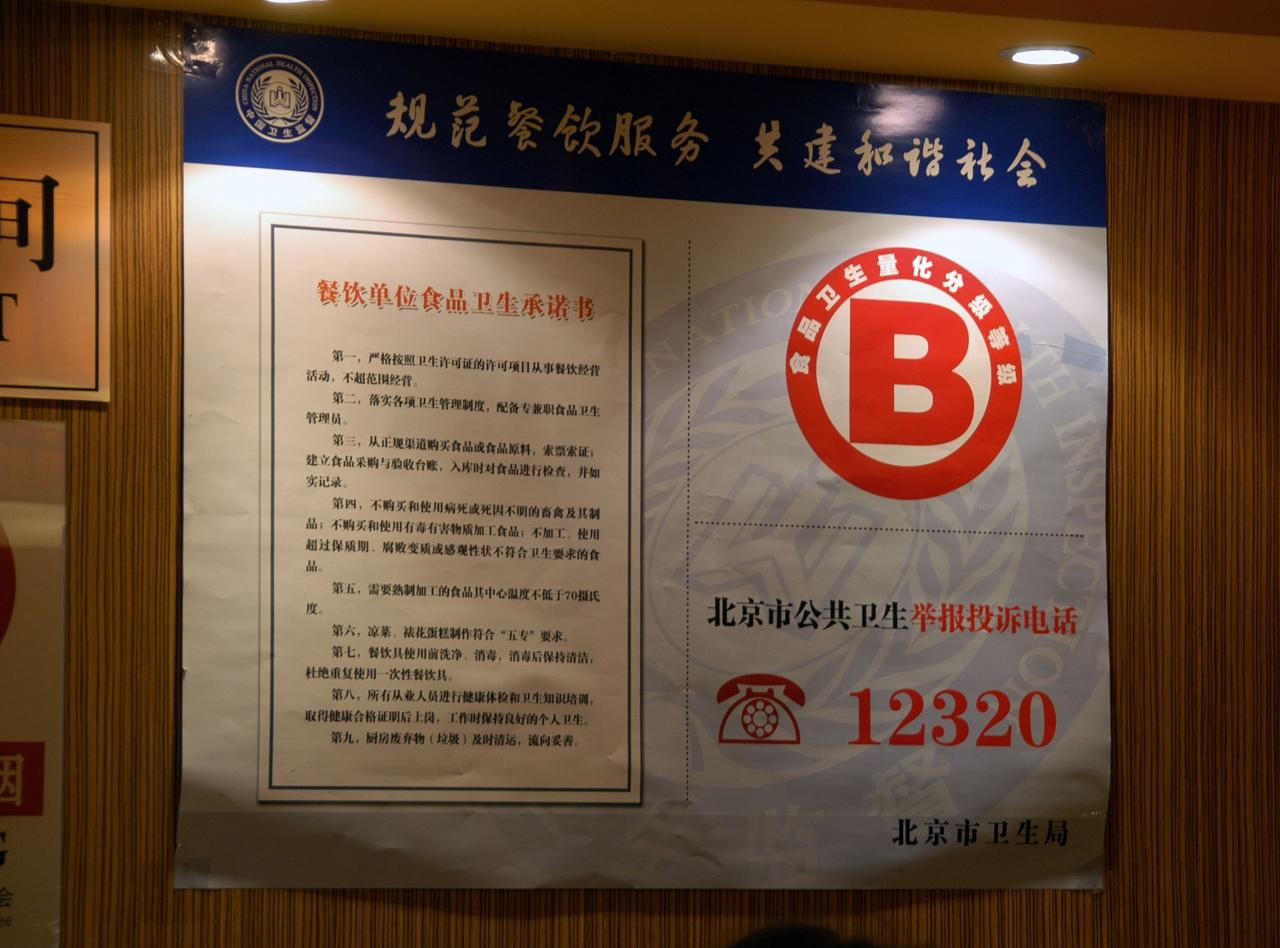 CHINA NATIONAL HEALTH INSPECTION
中国卫生监督
规范餐饮服务 共建和谐社会
餐饮单位食品卫生承诺书
第一，严格按照卫生许可证的许可项目从事餐饮经营
活动，不超范围经营。
第二，落实各项卫生管理制度，配备专兼职食品卫生
管理员。
第三，从正规渠道购买食品或食品原料，索票索证；
建立食品采购与验收台账，入库时对食品进行检查，并如
实记录。
第四，不购买和使用病死或死因不明的畜禽及其制
品；不购买和使用有毒有害物质加工食品；不加工、使用
超过保质期、腐败变质或感观性状不符合卫生要求的食
品。
第五，需要熟制加工的食品其中心温度不低于70摄氏
度。
第六，凉菜、裱花蛋糕制作符合“五专”要求。
第七，餐饮具使用前洗净、消毒，消毒后保持清洁，
杜绝重复使用一次性餐饮具。
第八，所有从业人员进行健康体检和卫生知识培训，
取得健康合格证明后上岗，工作时保持良好的个人卫生。
第九，厨房废弃物（垃圾）及时清运，流向妥善。
食品卫生量化分级等级
B
北京市公共卫生举报投诉电话
12320
北京市卫生局
间
T
烟
G
会
ee